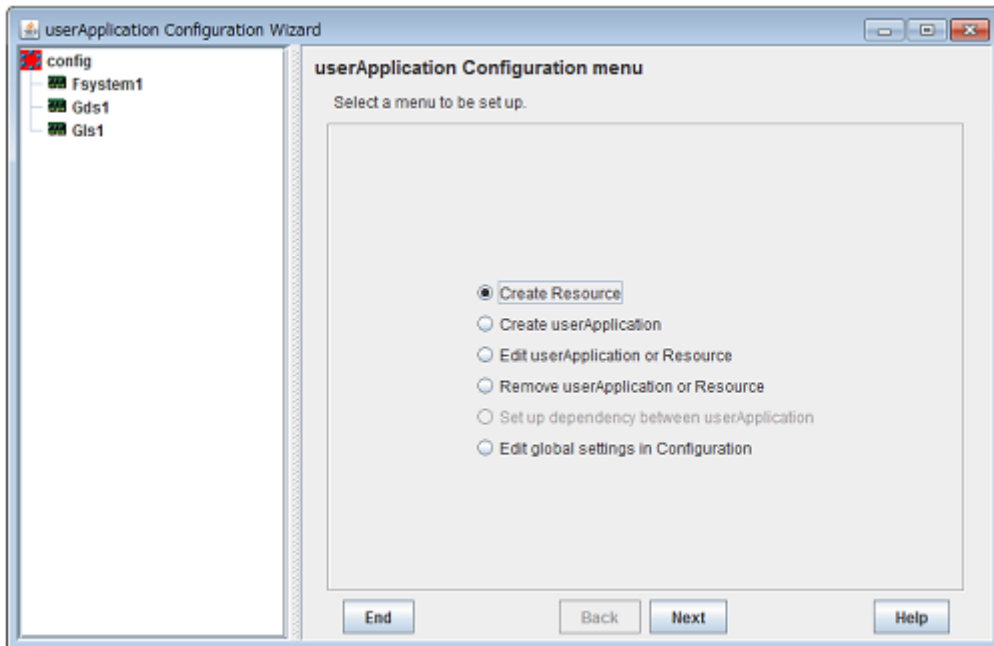 userApplication Configuration Wizard
config
Fsystem1
Gds1
Gls1
userApplication Configuration menu
Select a menu to be set up.
Create Resource
Create userApplication
Edit userApplication or Resource
Remove userApplication or Resource
Set up dependency between userApplication
Edit global settings in Configuration
End
Back
Next
Help